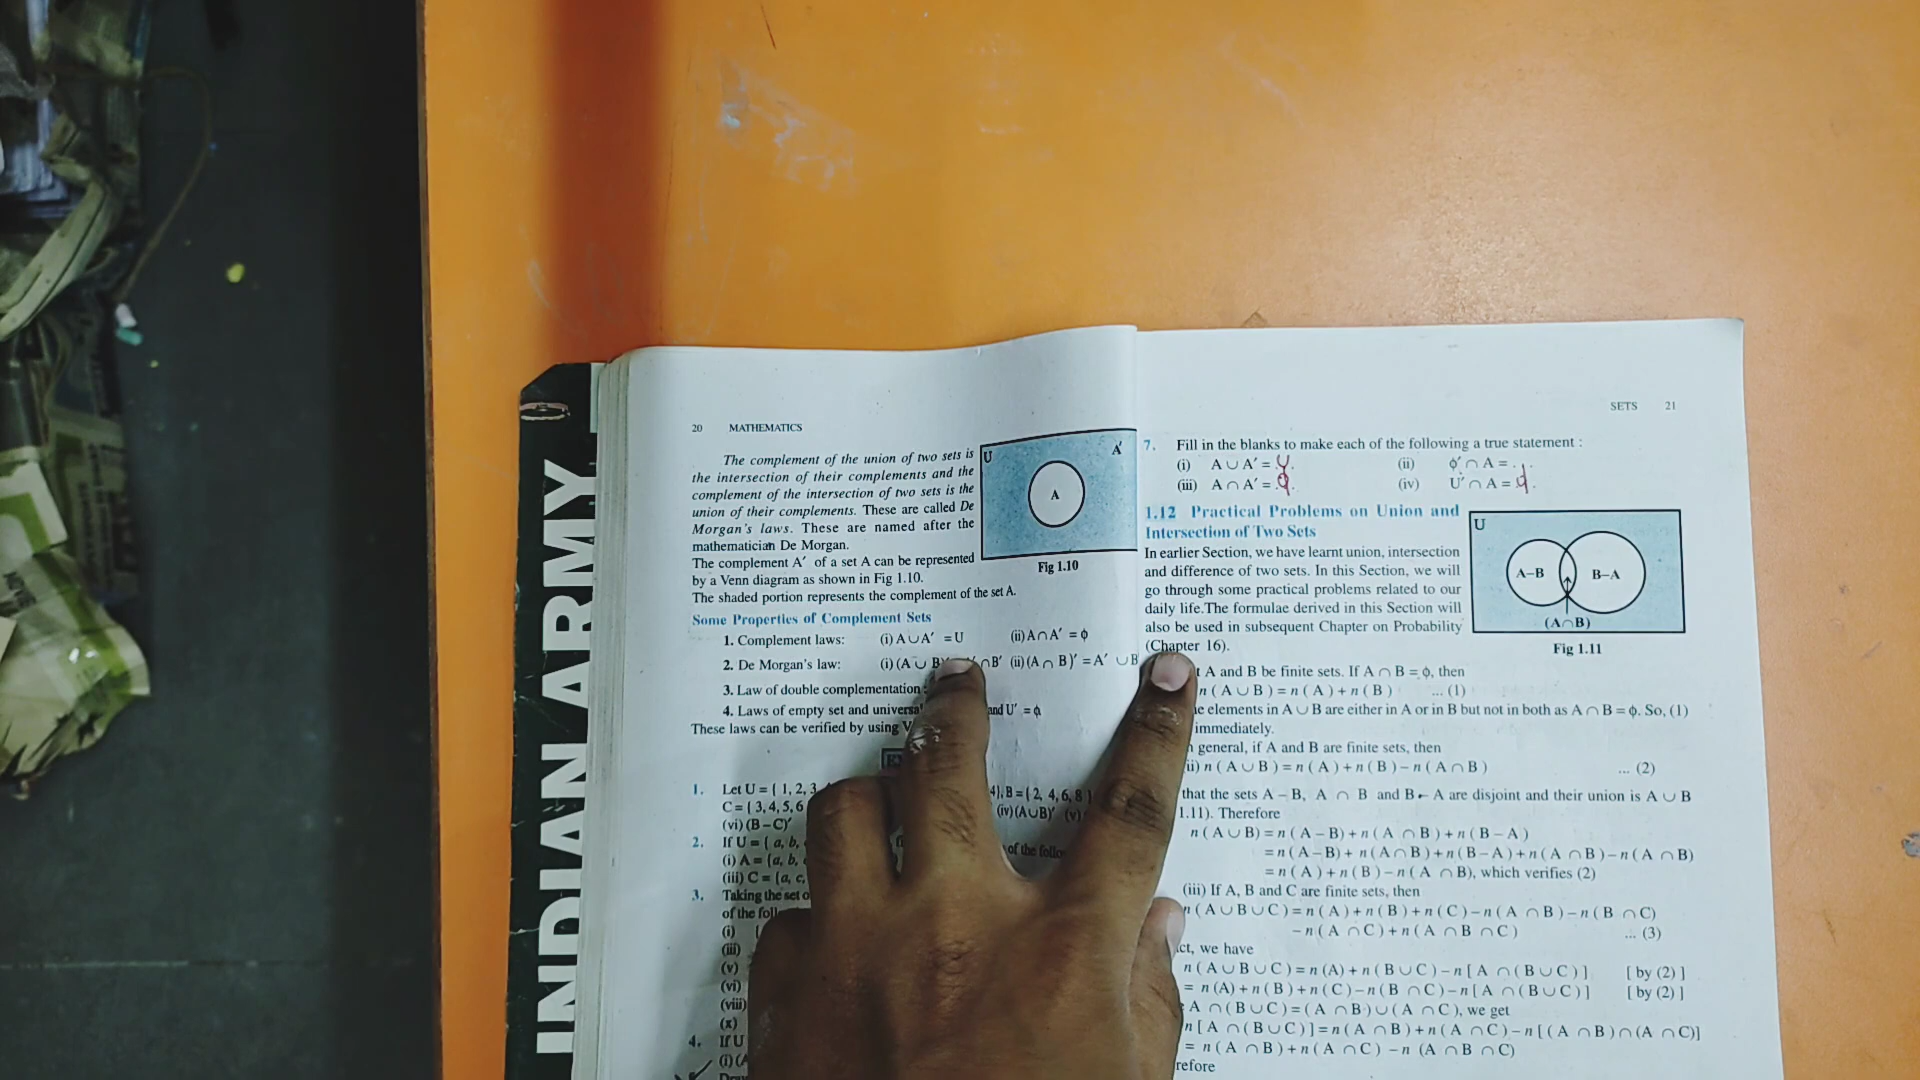 INDIAN ARMY
20 MATHEMATICS
The complement of the union of two sets is
the intersection of their complements and the
complement of the intersection of two sets is the
union of their complements. These are called De
Morgan's laws. These are named after the
mathematician De Morgan.
The complement A′ of a set A can be represented
by a Venn diagram as shown in Fig 1.10.
The shaded portion represents the complement of the set A.
U A′
A
Fig 1.10
Some Properties of Complement Sets
1. Complement laws: (i) A ∪ A′ = U (ii) A ∩ A′ = ϕ
2. De Morgan's law: (i) (A ∪ B ∩ B′ (ii) (A ∩ B)′ = A′ ∪ B
3. Law of double complementation :
4. Laws of empty set and universal and U′ = ϕ
These laws can be verified by using
1. Let U = { 1, 2, 3, 4}, B = { 2, 4, 6, 8 }
C = { 3, 4, 5, 6 (iv) (A∪B)′ (v)
(vi) (B – C)′
2. If U = { a, b, of the
(i) A = {a, b,
(iii) C = {a, c,
3. Taking the set
of the
(i)
(iii)
(v)
(vi)
(viii)
(x)
4. If U
(i) (A
SETS 21
7. Fill in the blanks to make each of the following a true statement :
(i) A ∪ A′ = . . . (ii) ϕ′ ∩ A = . . .
(iii) A ∩ A′ = . ϕ . (iv) U′ ∩ A = . . .
1.12 Practical Problems on Union and
Intersection of Two Sets
In earlier Section, we have learnt union, intersection
and difference of two sets. In this Section, we will
go through some practical problems related to our
daily life.The formulae derived in this Section will
also be used in subsequent Chapter on Probability
(Chapter 16).
U
A–B B–A
(A∩B)
Fig 1.11
A and B be finite sets. If A ∩ B = ϕ, then
n ( A ∪ B ) = n ( A ) + n ( B ) ... (1)
elements in A ∪ B are either in A or in B but not in both as A ∩ B = ϕ. So, (1)
immediately.
general, if A and B are finite sets, then
(ii) n ( A ∪ B ) = n ( A ) + n ( B ) – n ( A ∩ B ) ... (2)
that the sets A – B, A ∩ B and B – A are disjoint and their union is A ∪ B
1.11). Therefore
n ( A ∪ B) = n ( A – B) + n ( A ∩ B ) + n ( B – A )
= n ( A – B) + n ( A ∩ B ) + n ( B – A ) + n ( A ∩ B ) – n ( A ∩ B)
= n ( A ) + n ( B ) – n ( A ∩ B), which verifies (2)
(iii) If A, B and C are finite sets, then
n ( A ∪ B ∪ C ) = n ( A ) + n ( B ) + n ( C ) – n ( A ∩ B ) – n ( B ∩ C)
– n ( A ∩ C ) + n ( A ∩ B ∩ C ) ... (3)
we have
n ( A ∪ B ∪ C ) = n (A) + n ( B ∪ C ) – n [ A ∩ ( B ∪ C ) ] [ by (2) ]
= n (A) + n ( B ) + n ( C ) – n ( B ∩ C ) – n [ A ∩ ( B ∪ C ) ] [ by (2) ]
A ∩ ( B ∪ C ) = ( A ∩ B ) ∪ ( A ∩ C ), we get
n [ A ∩ ( B ∪ C ) ] = n ( A ∩ B ) + n ( A ∩ C ) – n [ ( A ∩ B ) ∩ (A ∩ C)]
= n ( A ∩ B ) + n ( A ∩ C ) – n (A ∩ B ∩ C)